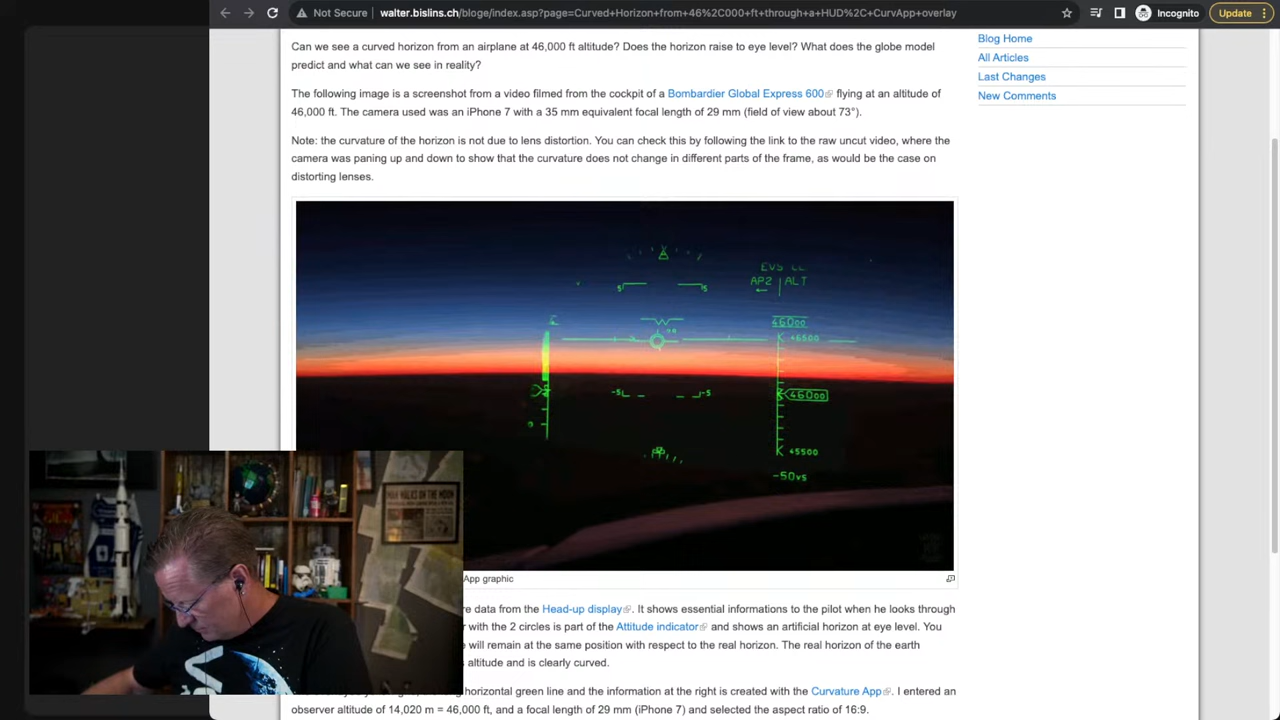 Not Secure
walter.bislins.ch/bloge/index.asp?page=Curved+Horizon+from+46%2C000+ft+through+a+HUD%2C+CurvApp+overlay
Incognito
Update
Can we see a curved horizon from an airplane at 46,000 ft altitude? Does the horizon raise to eye level? What does the globe model
predict and what can we see in reality?
The following image is a screenshot from a video filmed from the cockpit of a Bombardier Global Express 600 flying at an altitude of
46,000 ft. The camera used was an iPhone 7 with a 35 mm equivalent focal length of 29 mm (field of view about 73°).
Note: the curvature of the horizon is not due to lens distortion. You can check this by following the link to the raw uncut video, where the
camera was paning up and down to show that the curvature does not change in different parts of the frame, as would be the case on
distorting lenses.
Blog Home
All Articles
Last Changes
New Comments
AP2 ALT
5 5
46000
46500
-5 -5
46000
45500
-50vs
MAN WALKS ON THE MOON
App graphic
re data from the Head-up display. It shows essential informations to the pilot when he looks through
r with the 2 circles is part of the Attitude indicator and shows an artificial horizon at eye level. You
will remain at the same position with respect to the real horizon. The real horizon of the earth
altitude and is clearly curved.
horizontal green line and the information at the right is created with the Curvature App. I entered an
observer altitude of 14,020 m = 46,000 ft, and a focal length of 29 mm (iPhone 7) and selected the aspect ratio of 16:9.